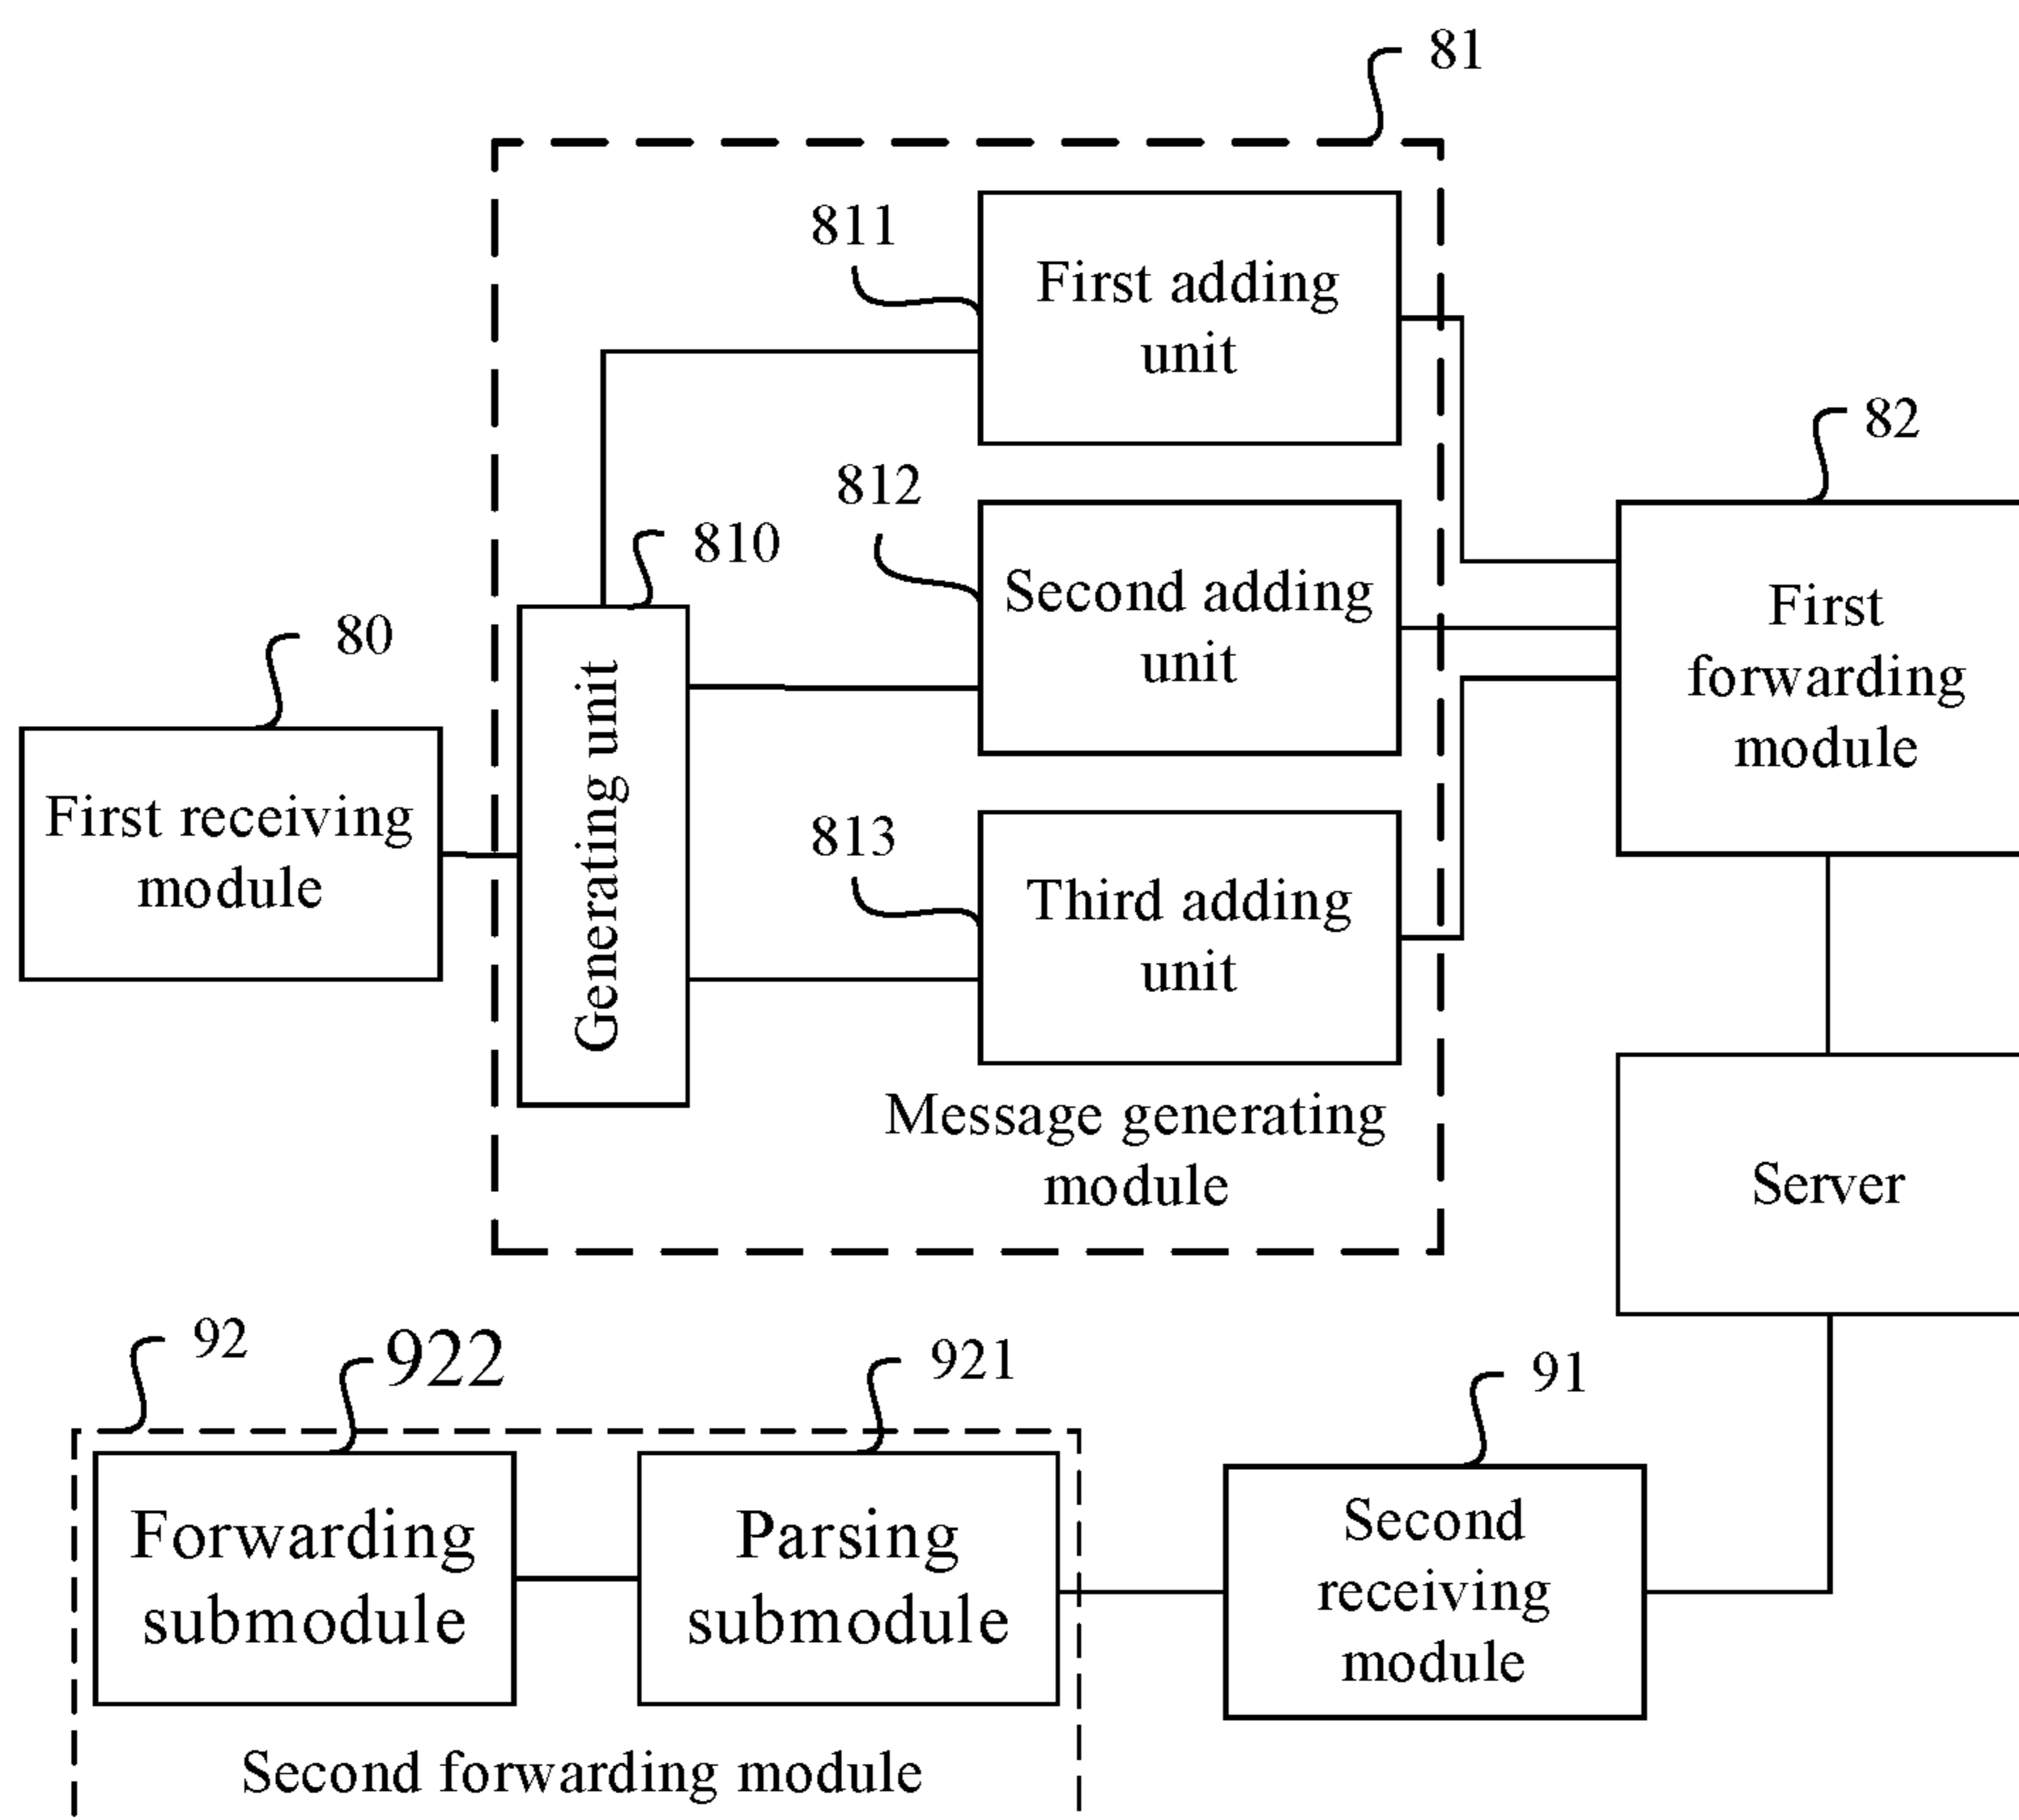 81
811
First adding
unit
82
812
Second adding
unit
810
First
forwarding
module
80
Generating unit
First receiving
module
813
Third adding
unit
Message generating
module
Server
92
922
921
91
Forwarding
submodule
Parsing
submodule
Second
receiving
module
Second forwarding module